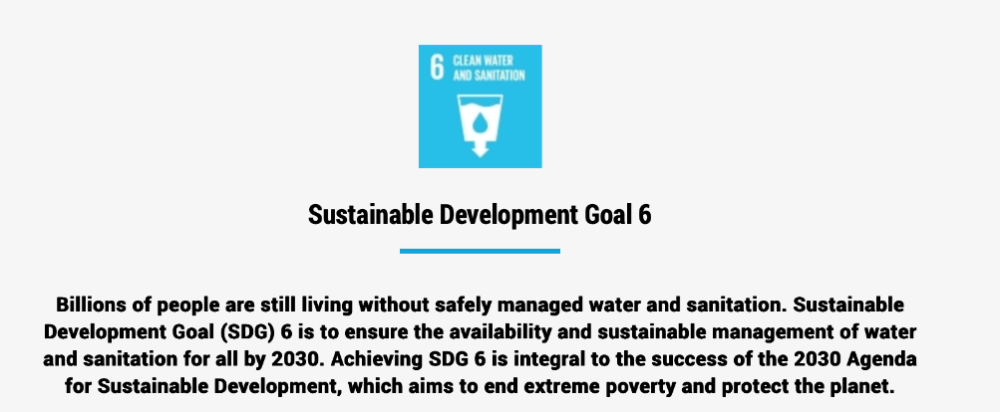 6 CLEAN WATER
AND SANITATION
Sustainable Development Goal 6
Billions of people are still living without safely managed water and sanitation. Sustainable
Development Goal (SDG) 6 is to ensure the availability and sustainable management of water
and sanitation for all by 2030. Achieving SDG 6 is integral to the success of the 2030 Agenda
for Sustainable Development, which aims to end extreme poverty and protect the planet.